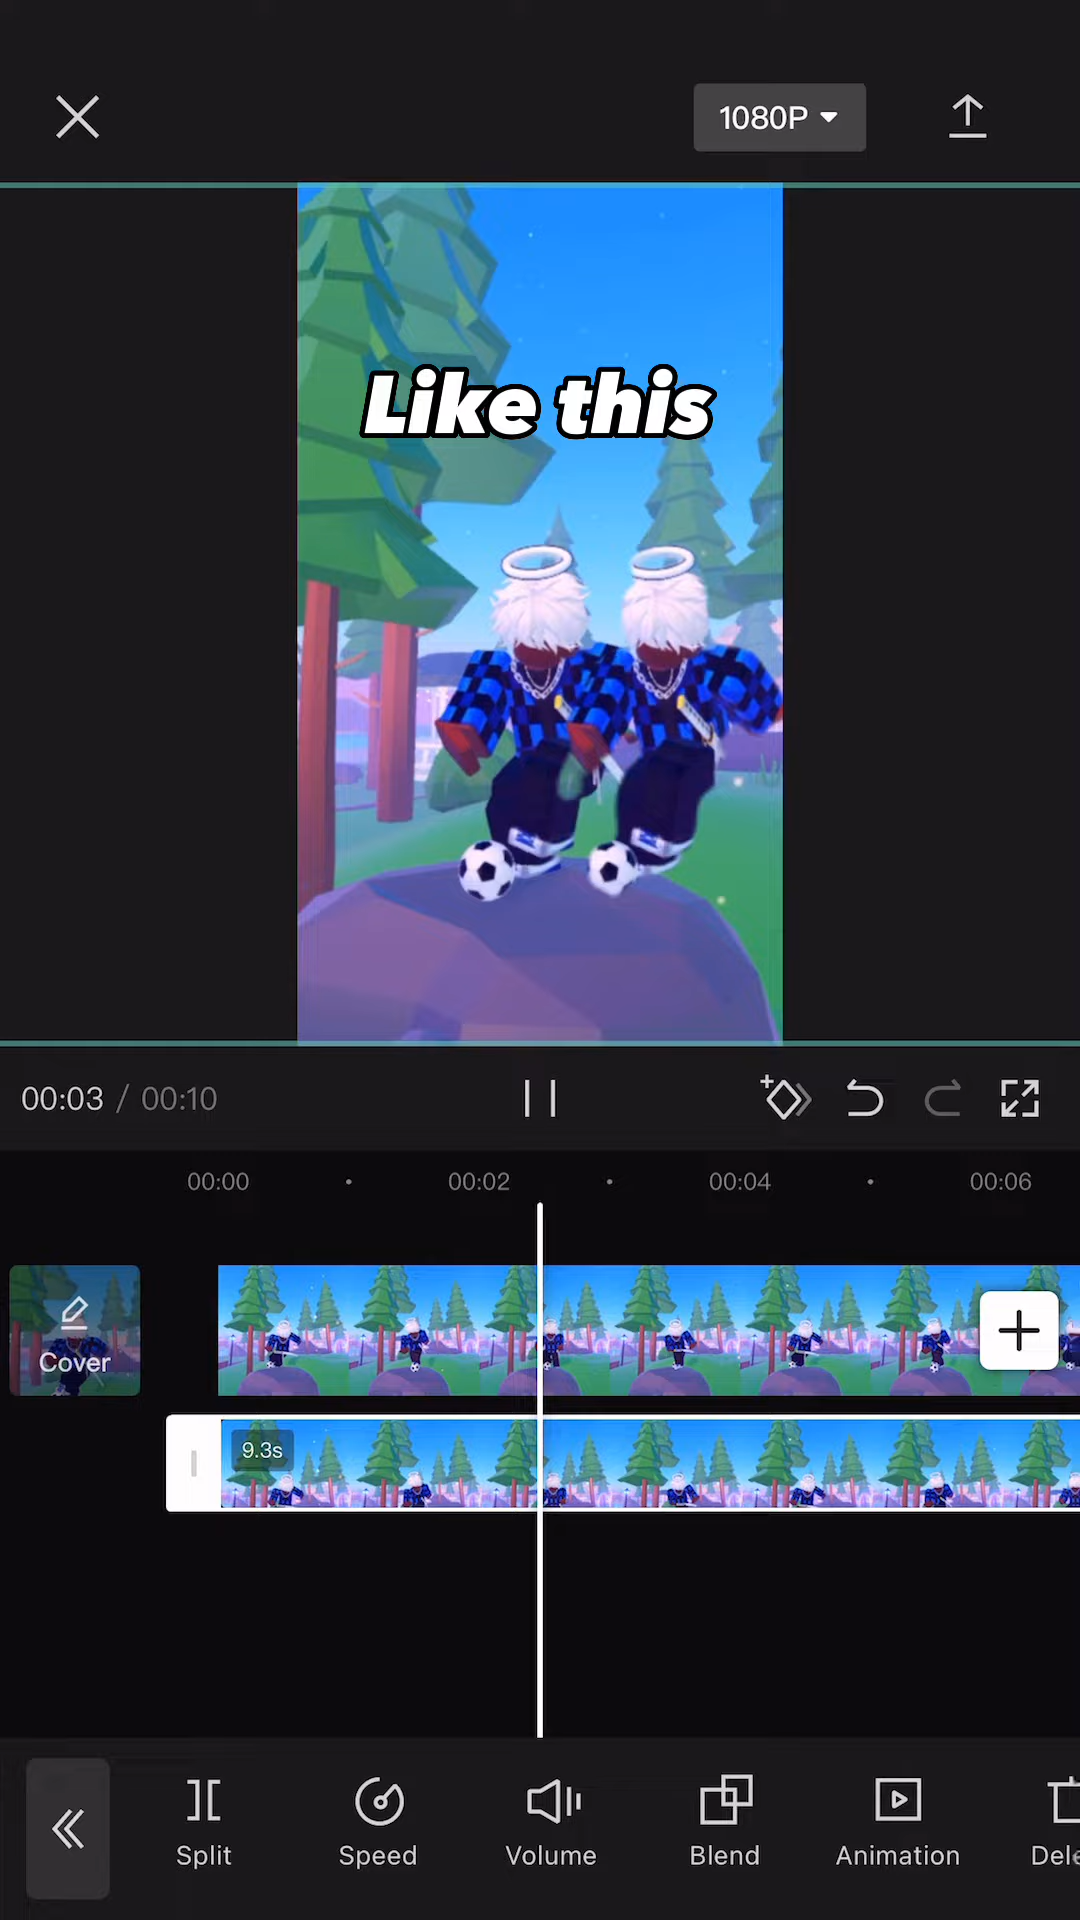 1080P
Like this
00:03 / 00:10
00:00 00:02 00:04 00:06
Cover
9.3s
Split Speed Volume Blend Animation Dele